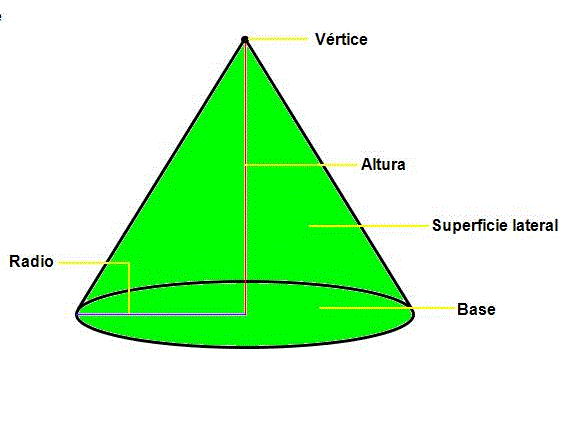 Vértice
Altura
Superficie lateral
Radio
Base